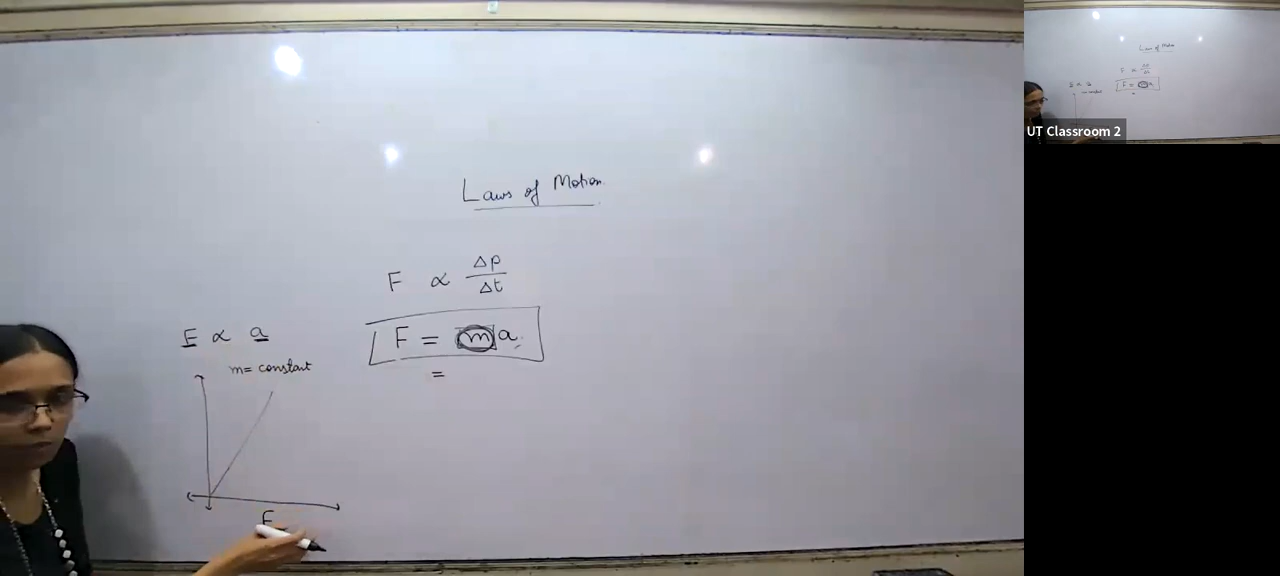 Laws of Motion
F ∝ Δp/Δt
F = ma
=
F ∝ a
m = constant
F
UT Classroom 2